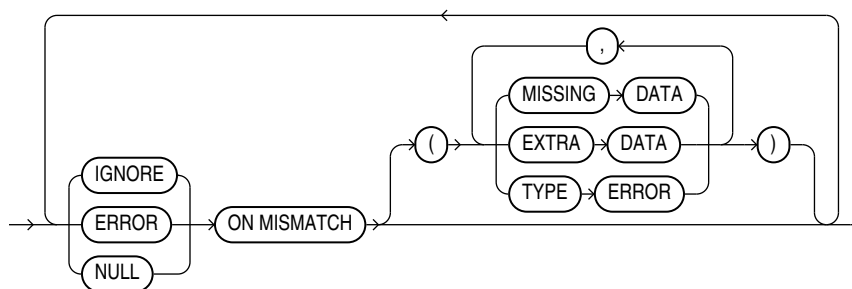 ,
MISSING DATA
( EXTRA DATA )
TYPE ERROR
IGNORE
ERROR ON MISMATCH
NULL